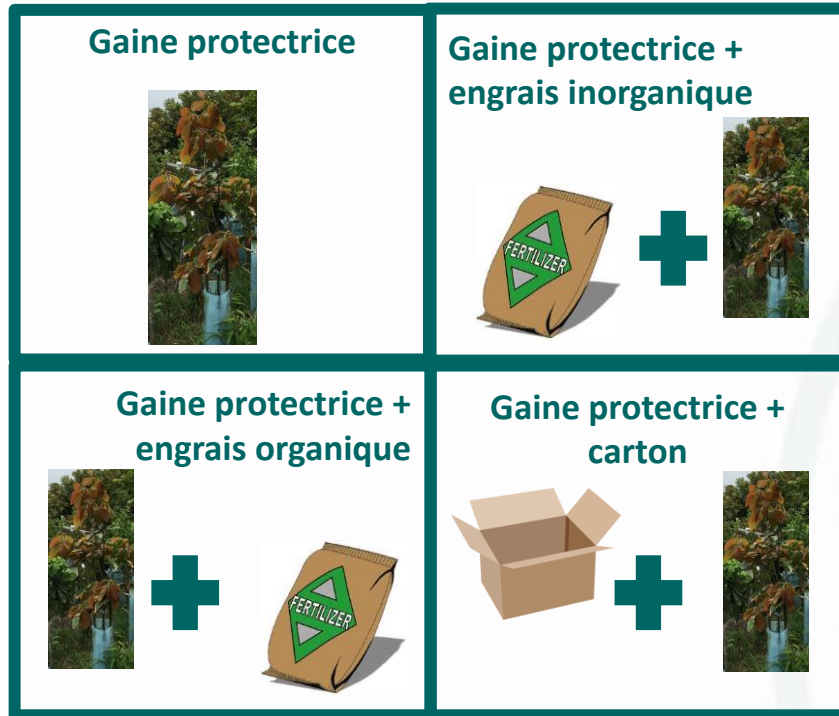 Gaine protectrice
Gaine protectrice +
engrais inorganique
FERTILIZER
Gaine protectrice +
engrais organique
FERTILIZER
Gaine protectrice +
carton